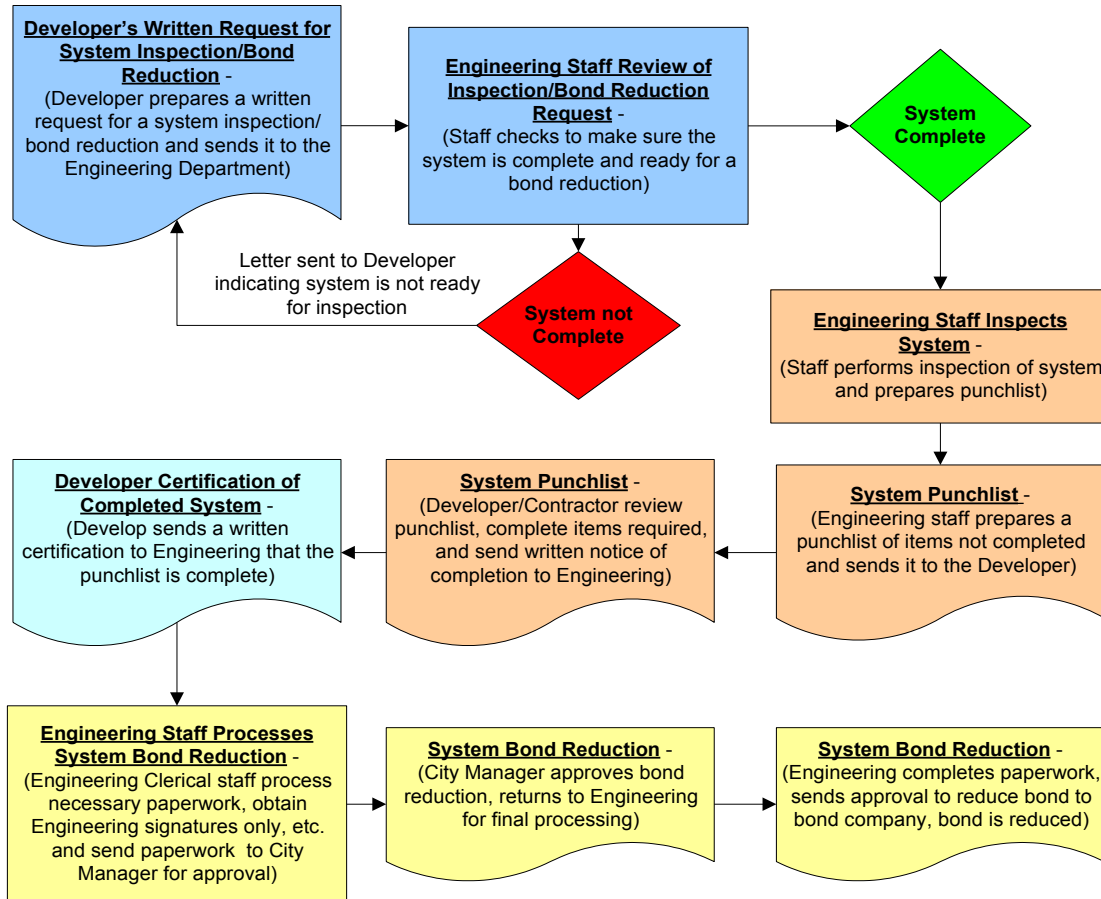 Developer’s Written Request for
System Inspection/Bond
Reduction -
(Developer prepares a written
request for a system inspection/
bond reduction and sends it to the
Engineering Department)
Engineering Staff Review of
Inspection/Bond Reduction
Request -
(Staff checks to make sure the
system is complete and ready for a
bond reduction)
System
Complete
Letter sent to Developer
indicating system is not ready
for inspection
System not
Complete
Engineering Staff Inspects
System -
(Staff performs inspection of system
and prepares punchlist)
Developer Certification of
Completed System -
(Develop sends a written
certification to Engineering that the
punchlist is complete)
System Punchlist -
(Developer/Contractor review
punchlist, complete items required,
and send written notice of
completion to Engineering)
System Punchlist -
(Engineering staff prepares a
punchlist of items not completed
and sends it to the Developer)
Engineering Staff Processes
System Bond Reduction -
(Engineering Clerical staff process
necessary paperwork, obtain
Engineering signatures only, etc.
and send paperwork to City
Manager for approval)
System Bond Reduction -
(City Manager approves bond
reduction, returns to Engineering
for final processing)
System Bond Reduction -
(Engineering completes paperwork,
sends approval to reduce bond to
bond company, bond is reduced)